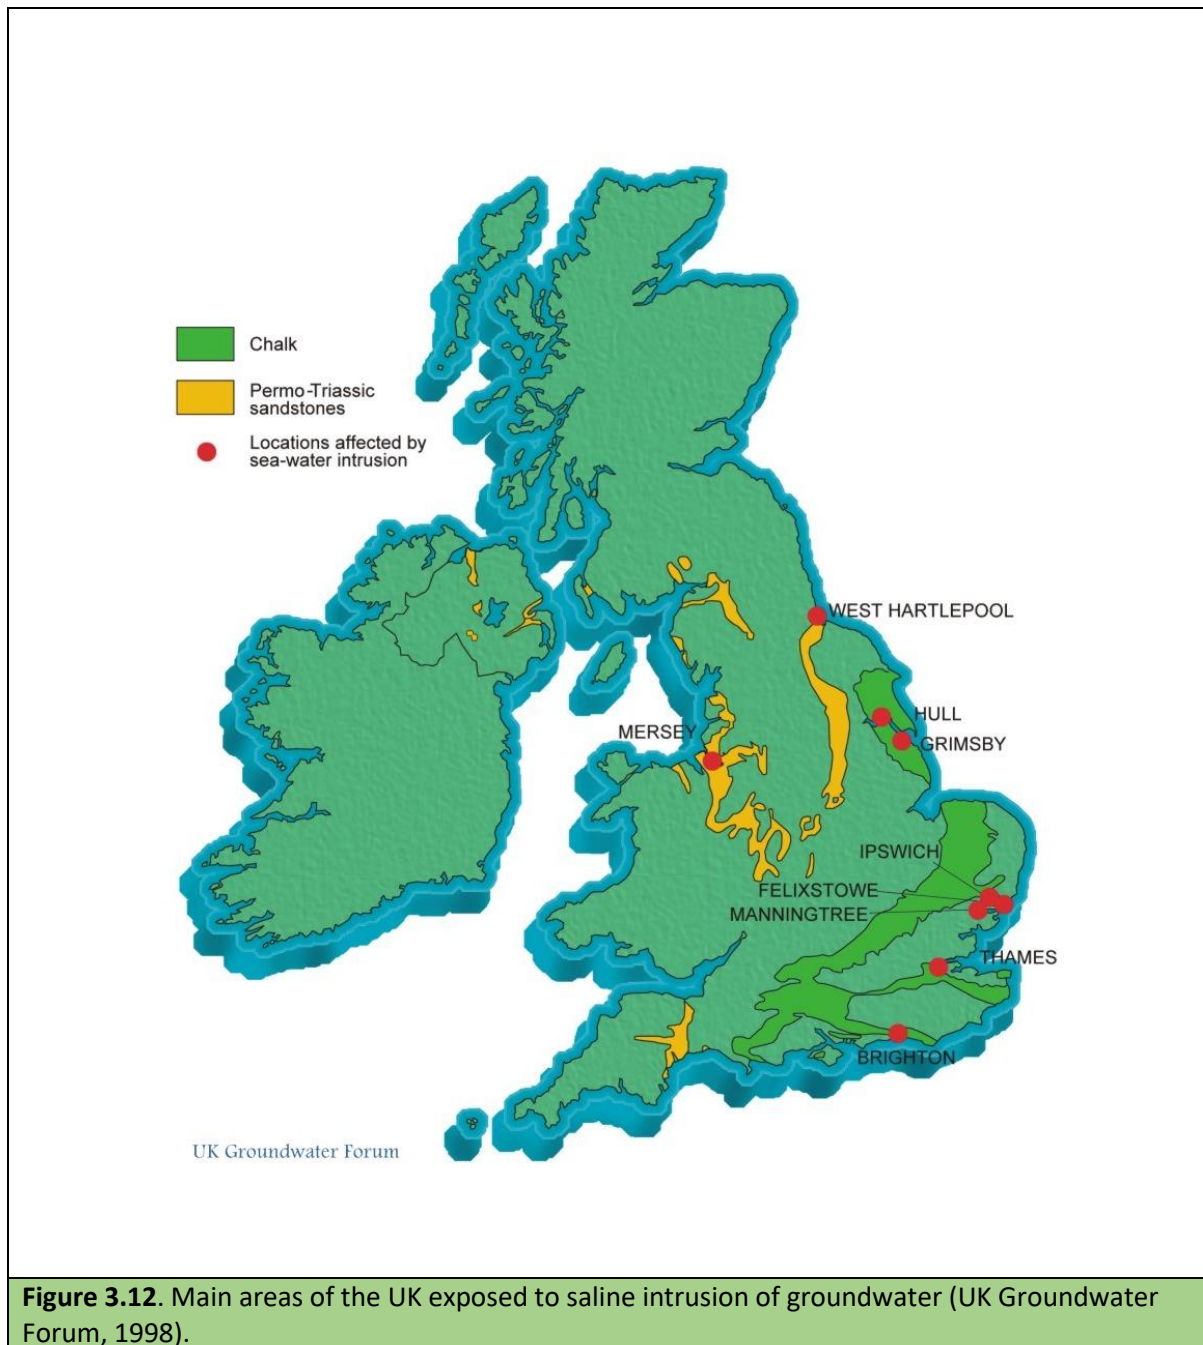 Chalk
Permo-Triassic
sandstones
Locations affected by
sea-water intrusion
WEST HARTLEPOOL
HULL
MERSEY
GRIMSBY
IPSWICH
FELIXSTOWE
MANNINGTREE
THAMES
BRIGHTON
UK Groundwater Forum
Figure 3.12. Main areas of the UK exposed to saline intrusion of groundwater (UK Groundwater
Forum, 1998).